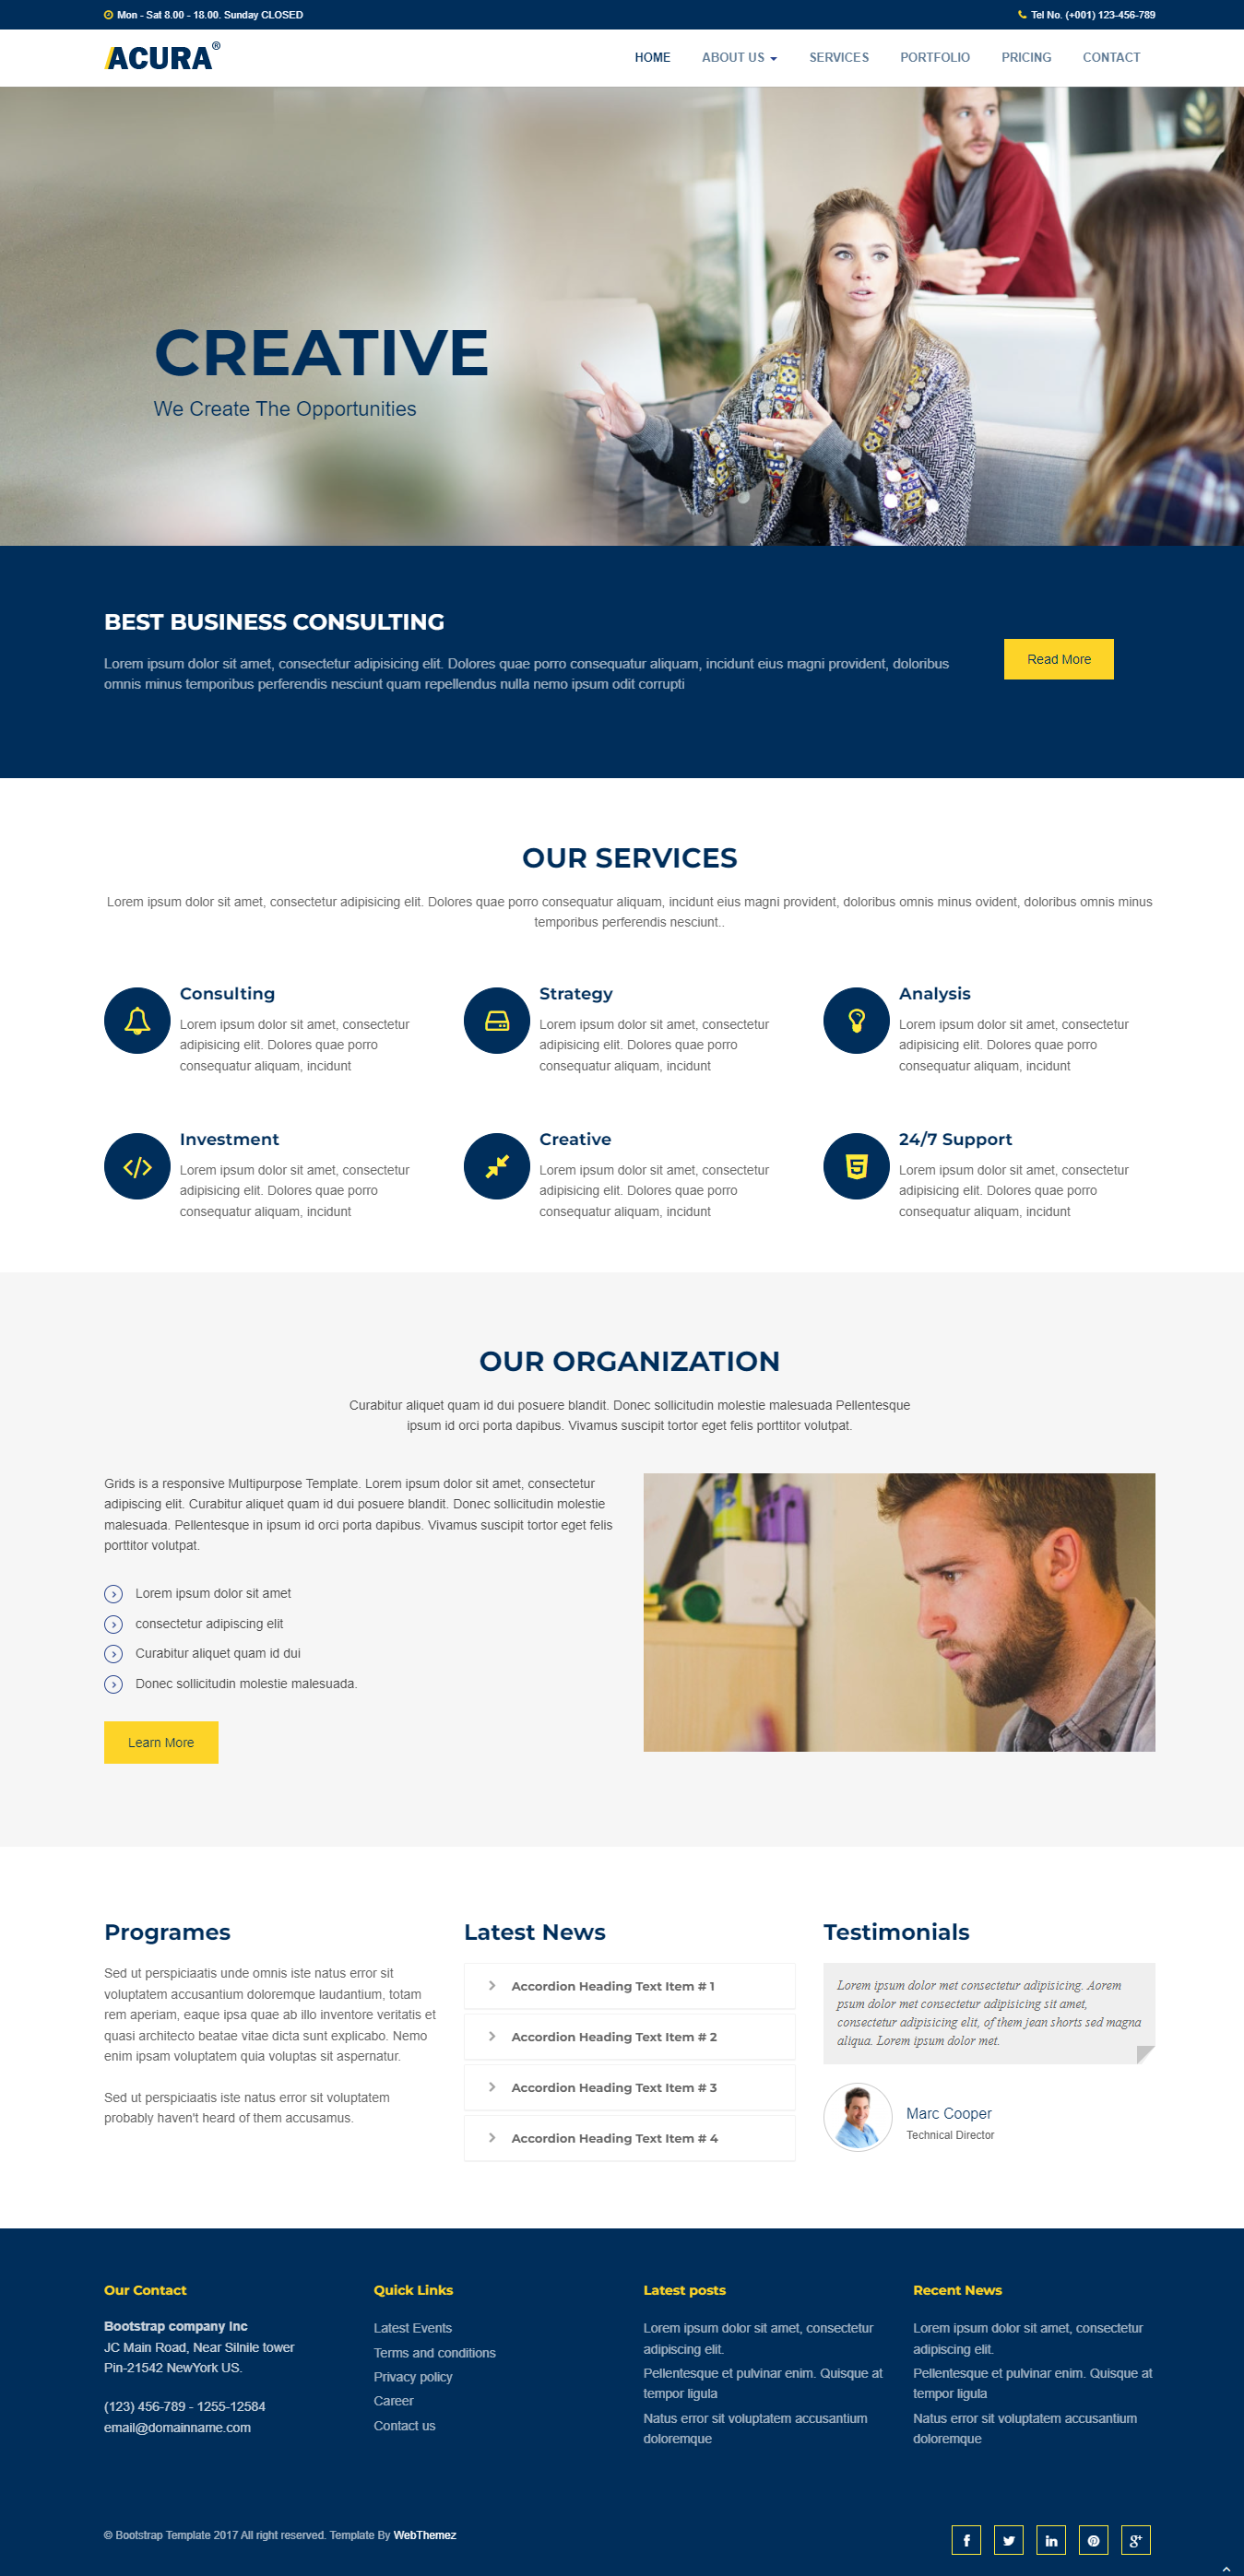 Mon - Sat 8.00 - 18.00. Sunday CLOSED
Tel No. (+001) 123-456-789
ACURA®
HOME ABOUT US SERVICES PORTFOLIO PRICING CONTACT
CREATIVE
We Create The Opportunities
BEST BUSINESS CONSULTING
Lorem ipsum dolor sit amet, consectetur adipisicing elit. Dolores quae porro consequatur aliquam, incidunt eius magni provident, doloribus
omnis minus temporibus perferendis nesciunt quam repellendus nulla nemo ipsum odit corrupti
Read More
OUR SERVICES
Lorem ipsum dolor sit amet, consectetur adipisicing elit. Dolores quae porro consequatur aliquam, incidunt eius magni provident, doloribus omnis minus ovident, doloribus omnis minus
temporibus perferendis nesciunt..
Consulting
Lorem ipsum dolor sit amet, consectetur
adipisicing elit. Dolores quae porro
consequatur aliquam, incidunt
Strategy
Lorem ipsum dolor sit amet, consectetur
adipisicing elit. Dolores quae porro
consequatur aliquam, incidunt
Analysis
Lorem ipsum dolor sit amet, consectetur
adipisicing elit. Dolores quae porro
consequatur aliquam, incidunt
Investment
Lorem ipsum dolor sit amet, consectetur
adipisicing elit. Dolores quae porro
consequatur aliquam, incidunt
Creative
Lorem ipsum dolor sit amet, consectetur
adipisicing elit. Dolores quae porro
consequatur aliquam, incidunt
24/7 Support
Lorem ipsum dolor sit amet, consectetur
adipisicing elit. Dolores quae porro
consequatur aliquam, incidunt
OUR ORGANIZATION
Curabitur aliquet quam id dui posuere blandit. Donec sollicitudin molestie malesuada Pellentesque
ipsum id orci porta dapibus. Vivamus suscipit tortor eget felis porttitor volutpat.
Grids is a responsive Multipurpose Template. Lorem ipsum dolor sit amet, consectetur
adipiscing elit. Curabitur aliquet quam id dui posuere blandit. Donec sollicitudin molestie
malesuada. Pellentesque in ipsum id orci porta dapibus. Vivamus suscipit tortor eget felis
porttitor volutpat.
Lorem ipsum dolor sit amet
consectetur adipiscing elit
Curabitur aliquet quam id dui
Donec sollicitudin molestie malesuada.
Learn More
Programes
Sed ut perspiciaatis unde omnis iste natus error sit
voluptatem accusantium doloremque laudantium, totam
rem aperiam, eaque ipsa quae ab illo inventore veritatis et
quasi architecto beatae vitae dicta sunt explicabo. Nemo
enim ipsam voluptatem quia voluptas sit aspernatur.
Sed ut perspiciaatis iste natus error sit voluptatem
probably haven't heard of them accusamus.
Latest News
Accordion Heading Text Item # 1
Accordion Heading Text Item # 2
Accordion Heading Text Item # 3
Accordion Heading Text Item # 4
Testimonials
Lorem ipsum dolor met consectetur adipisicing. Aorem
psum dolor met consectetur adipisicing sit amet,
consectetur adipisicing elit, of them jean shorts sed magna
aliqua. Lorem ipsum dolor met.
Marc Cooper
Technical Director
Our Contact
Bootstrap company Inc
JC Main Road, Near Silnile tower
Pin-21542 NewYork US.
(123) 456-789 - 1255-12584
email@domainname.com
Quick Links
Latest Events
Terms and conditions
Privacy policy
Career
Contact us
Latest posts
Lorem ipsum dolor sit amet, consectetur
adipiscing elit.
Pellentesque et pulvinar enim. Quisque at
tempor ligula
Natus error sit voluptatem accusantium
doloremque
Recent News
Lorem ipsum dolor sit amet, consectetur
adipiscing elit.
Pellentesque et pulvinar enim. Quisque at
tempor ligula
Natus error sit voluptatem accusantium
doloremque
© Bootstrap Template 2017 All right reserved. Template By WebThemez